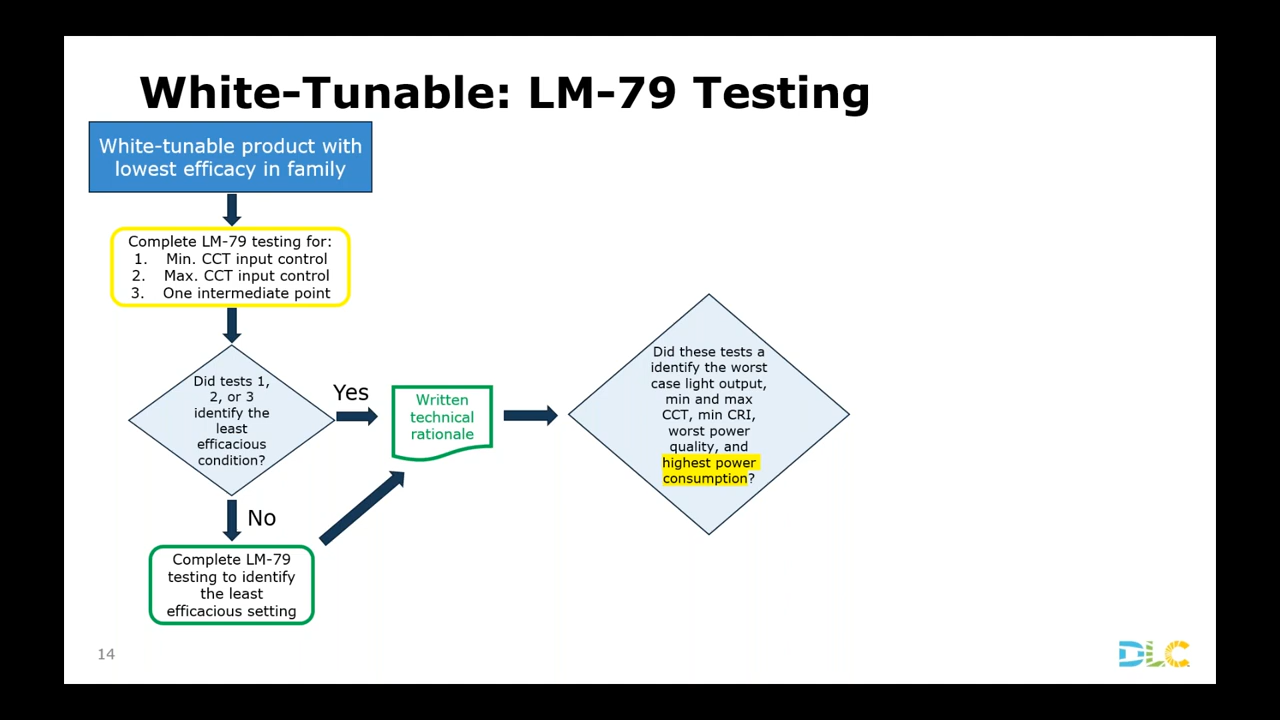 White-Tunable: LM-79 Testing
White-tunable product with
lowest efficacy in family
Complete LM-79 testing for:
1. Min. CCT input control
2. Max. CCT input control
3. One intermediate point
Did tests 1,
2, or 3
identify the
least
efficacious
condition?
Yes
No
Written
technical
rationale
Complete LM-79
testing to identify
the least
efficacious setting
Did these tests a
identify the worst
case light output,
min and max
CCT, min CRI,
worst power
quality, and
highest power
consumption?
14
DLC